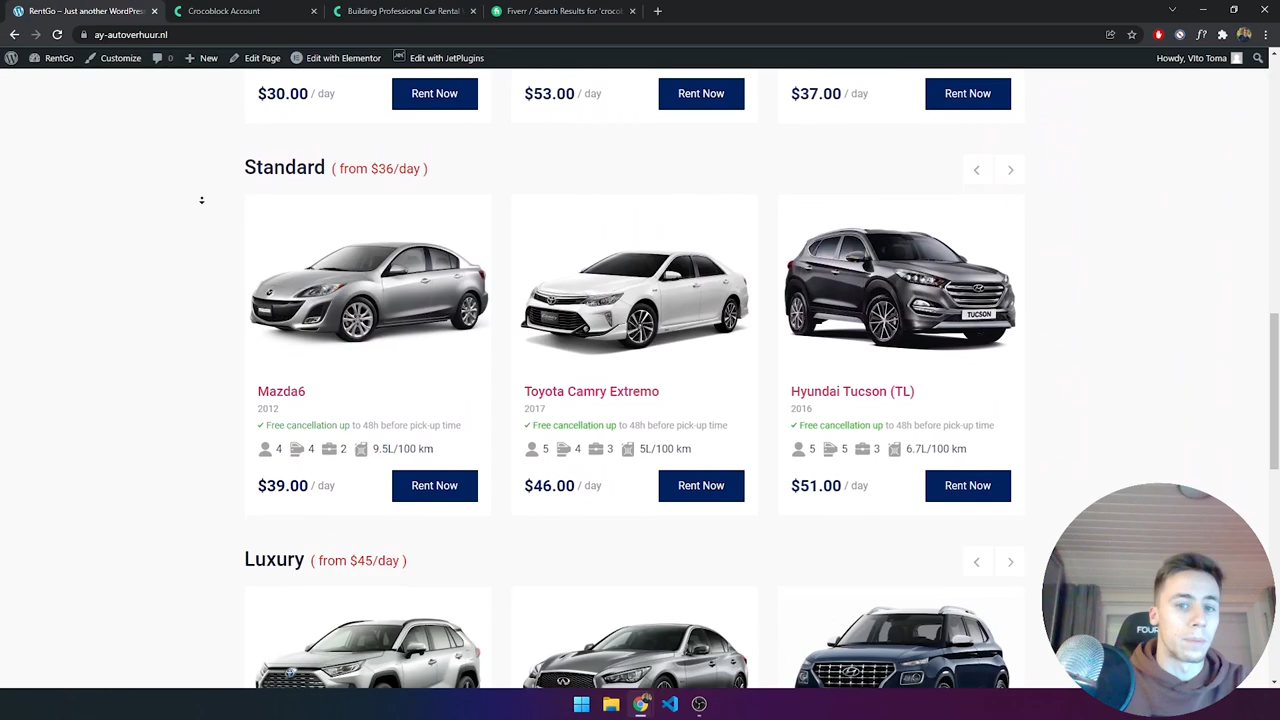 RentGo – Just another WordPres
Crocoblock Account
Building Professional Car Rental
Fiverr / Search Results for 'croco
ay-autoverhuur.nl
RentGo
Customize
0
New
Edit Page
Edit with Elementor
Edit with JetPlugins
Howdy, Vito Toma
$30.00 / day
Rent Now
$53.00 / day
Rent Now
$37.00 / day
Rent Now
Standard ( from $36/day )
TUCSON
Mazda6
2012
✓ Free cancellation up to 48h before pick-up time
4 4 2 9.5L/100 km
$39.00 / day
Rent Now
Toyota Camry Extremo
2017
✓ Free cancellation up to 48h before pick-up time
5 4 3 5L/100 km
$46.00 / day
Rent Now
Hyundai Tucson (TL)
2016
✓ Free cancellation up to 48h before pick-up time
5 5 3 6.7L/100 km
$51.00 / day
Rent Now
Luxury ( from $45/day )
FOUR